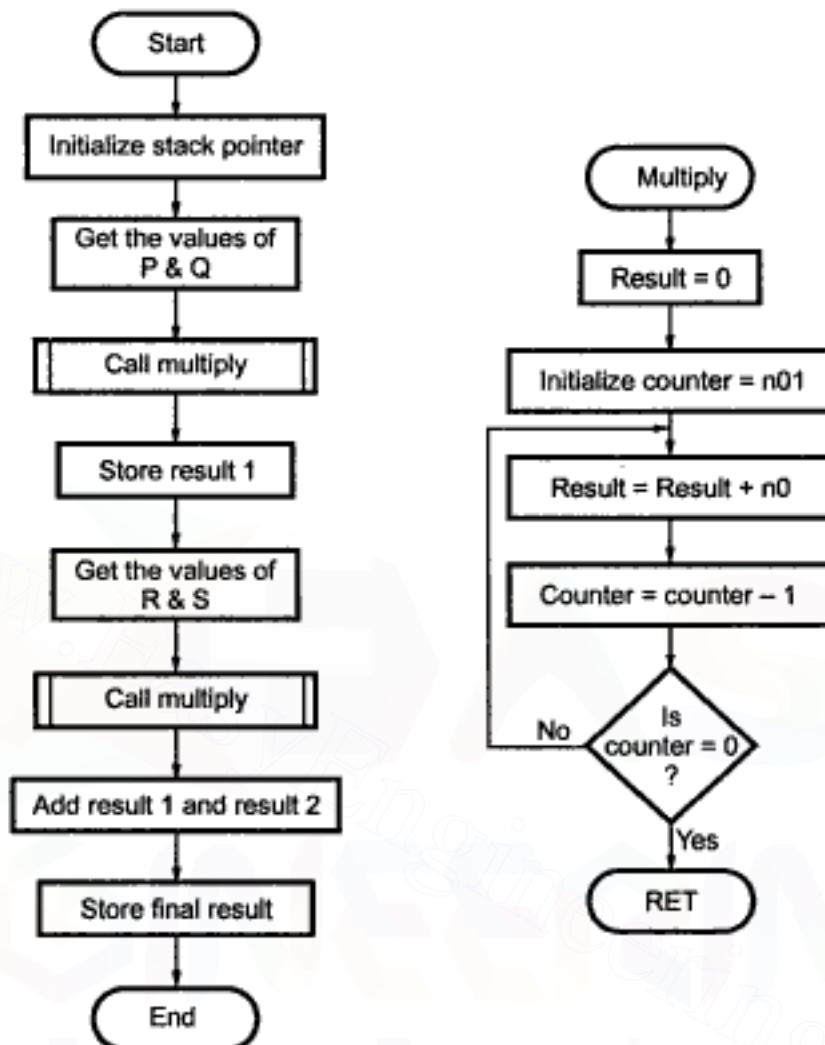 Start
Initialize stack pointer
Get the values of
P & Q
Call multiply
Store result 1
Get the values of
R & S
Call multiply
Add result 1 and result 2
Store final result
End
Multiply
Result = 0
Initialize counter = n01
Result = Result + n0
Counter = counter – 1
Is
counter = 0
?
No
Yes
RET